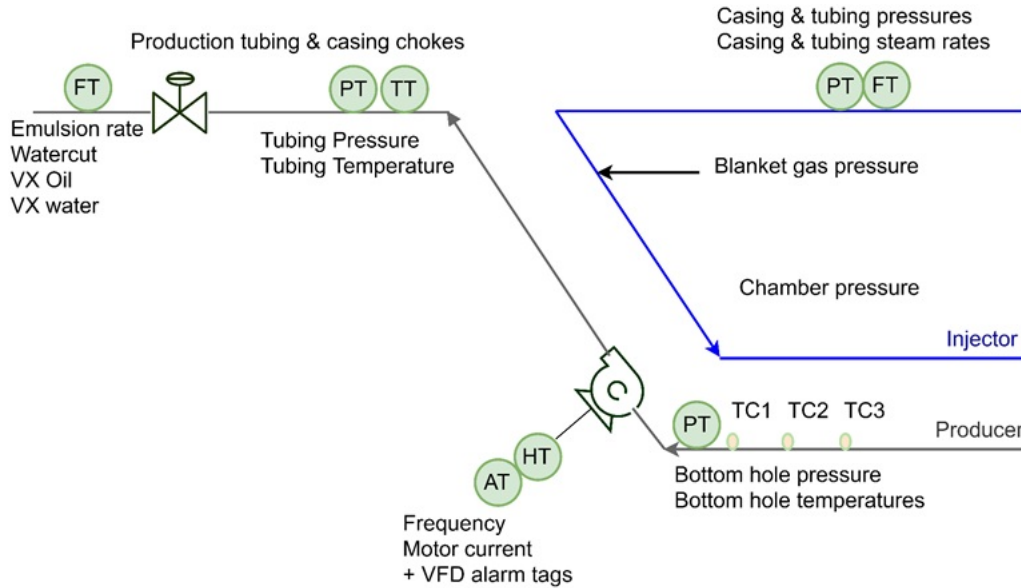 Production tubing & casing chokes
Casing & tubing pressures
Casing & tubing steam rates
FT
PT
TT
PT
FT
Emulsion rate
Watercut
VX Oil
VX water
Tubing Pressure
Tubing Temperature
Blanket gas pressure
Chamber pressure
Injector
PT
TC1
TC2
TC3
Producer
Bottom hole pressure
Bottom hole temperatures
HT
AT
Frequency
Motor current
+ VFD alarm tags